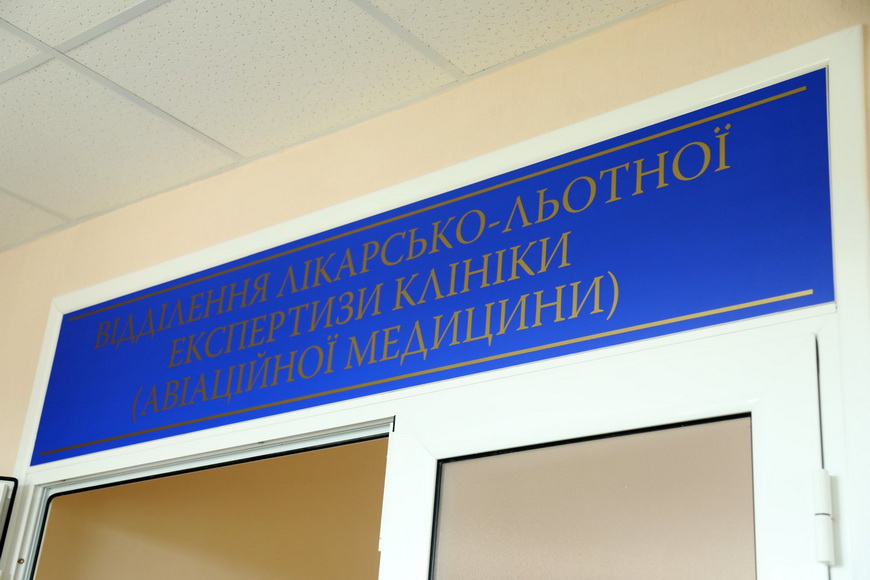 ВІДДІЛЕННЯ ЛІКАРСЬКО-ЛЬОТНОЇ
ЕКСПЕРТИЗИ КЛІНІКИ
(АВІАЦІЙНОЇ МЕДИЦИНИ)